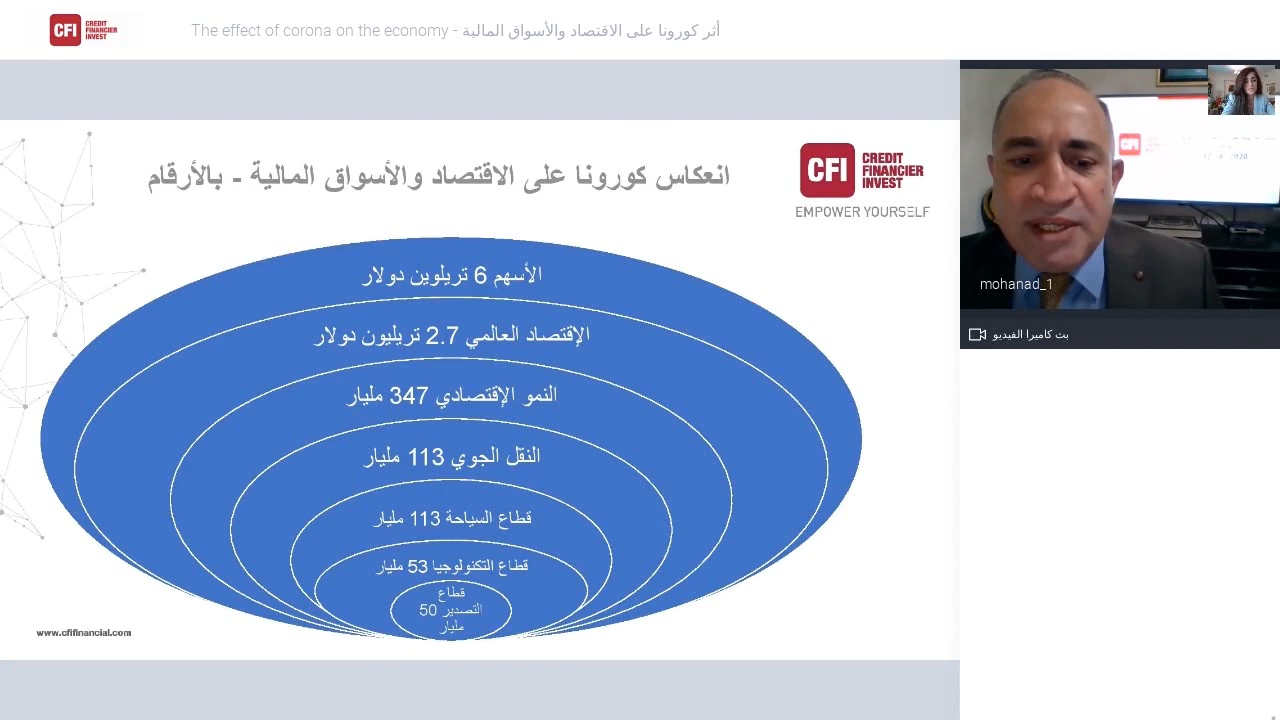 CFI CREDIT
FINANCIER
INVEST
The effect of corona on the economy - أثر كورونا على الاقتصاد والأسواق المالية
انعكاس كورونا على الاقتصاد والأسواق المالية - بالأرقام
CFI CREDIT
FINANCIER
INVEST
EMPOWER YOURSELF
الأسهم 6 تريلوين دولار
الإقتصاد العالمي 2.7 تريليون دولار
النمو الإقتصادي 347 مليار
النقل الجوي 113 مليار
قطاع السياحة 113 مليار
قطاع التكنولوجيا 53 مليار
قطاع
التصدير 50
مليار
www.cfifinancial.com
CFI
2020
mohanad_1
بث كاميرا الفيديو